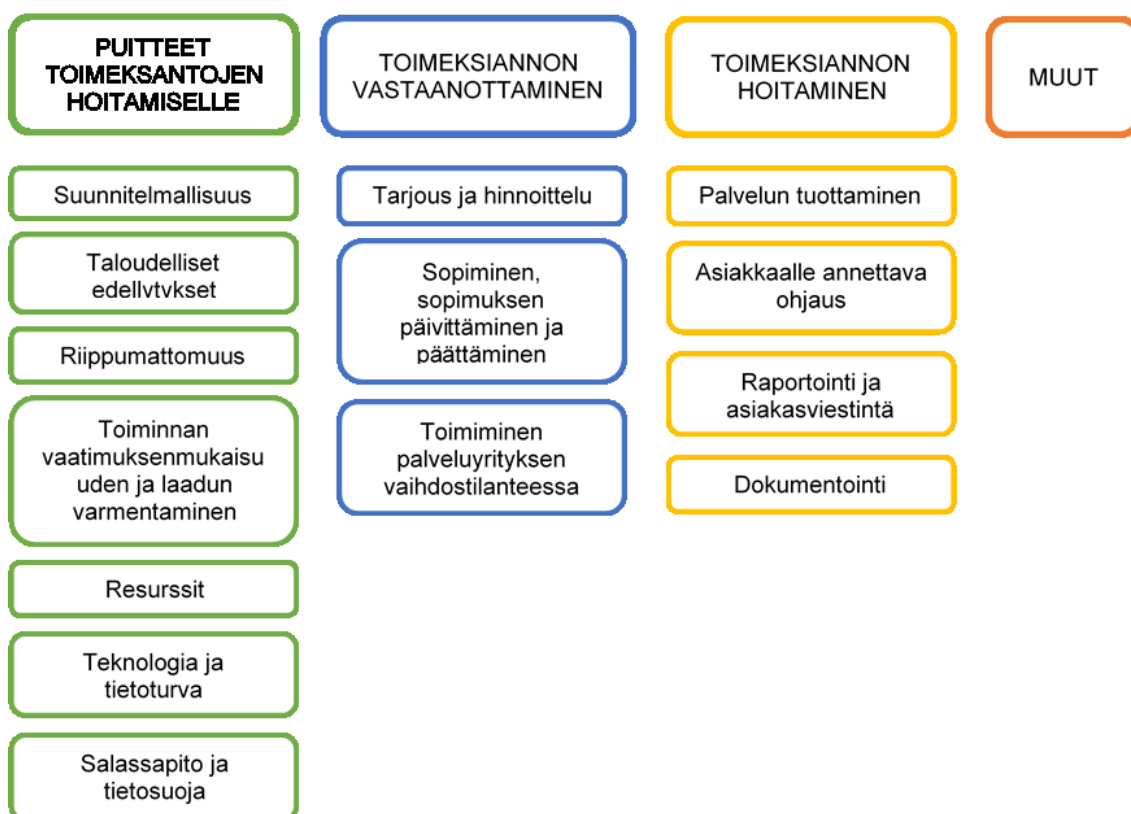 PUITTEET
TOIMEKSANTOJEN
HOITAMISELLE
Suunnitelmallisuus
Taloudelliset
edellvtvkset
Riippumattomuus
Toiminnan
vaatimuksenmukaisu
uden ja laadun
varmentaminen
Resurssit
Teknologia ja
tietoturva
Salassapito ja
tietosuoja
TOIMEKSIANNON
VASTAANOTTAMINEN
Tarjous ja hinnoittelu
Sopiminen,
sopimuksen
päivittäminen ja
päättäminen
Toimiminen
palveluyrityksen
vaihdostilanteessa
TOIMEKSIANNON
HOITAMINEN
Palvelun tuottaminen
Asiakkaalle annettava
ohjaus
Raportointi ja
asiakasviestintä
Dokumentointi
MUUT